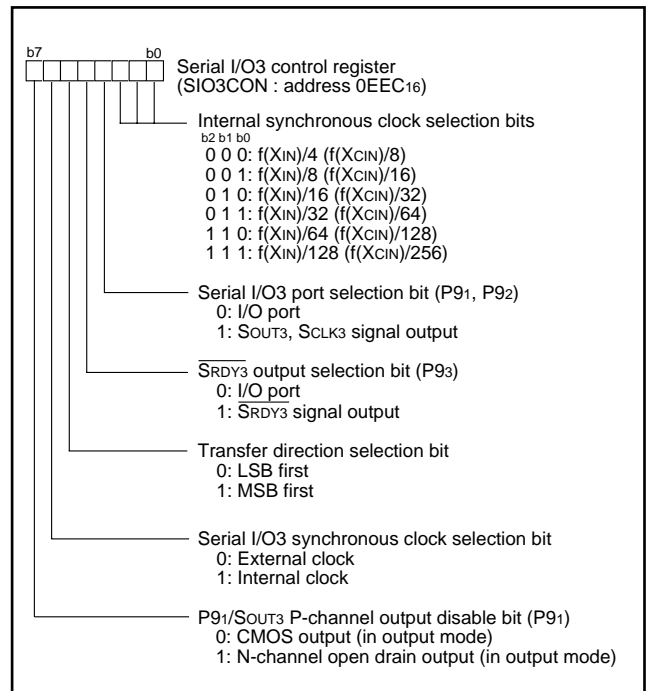 b7 b0
Serial I/O3 control register
(SIO3CON : address 0EEC16)
Internal synchronous clock selection bits
b2 b1 b0
0 0 0: f(XIN)/4 (f(XCIN)/8)
0 0 1: f(XIN)/8 (f(XCIN)/16)
0 1 0: f(XIN)/16 (f(XCIN)/32)
0 1 1: f(XIN)/32 (f(XCIN)/64)
1 1 0: f(XIN)/64 (f(XCIN)/128)
1 1 1: f(XIN)/128 (f(XCIN)/256)
Serial I/O3 port selection bit (P91, P92)
0: I/O port
1: SOUT3, SCLK3 signal output
SRDY3 output selection bit (P93)
0: I/O port
1: SRDY3 signal output
Transfer direction selection bit
0: LSB first
1: MSB first
Serial I/O3 synchronous clock selection bit
0: External clock
1: Internal clock
P91/SOUT3 P-channel output disable bit (P91)
0: CMOS output (in output mode)
1: N-channel open drain output (in output mode)